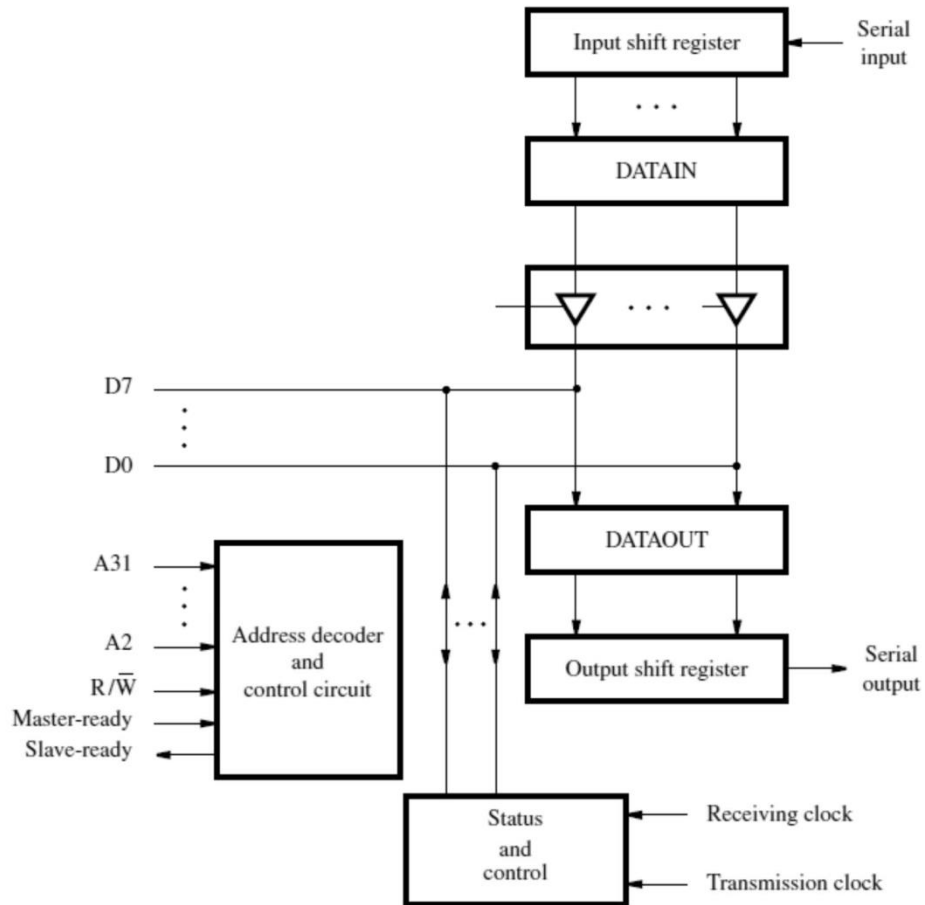 Input shift register
Serial
input
DATAIN
D7
D0
DATAOUT
A31
A2
R/W̅
Master-ready
Slave-ready
Address decoder
and
control circuit
Output shift register
Serial
output
Status
and
control
Receiving clock
Transmission clock